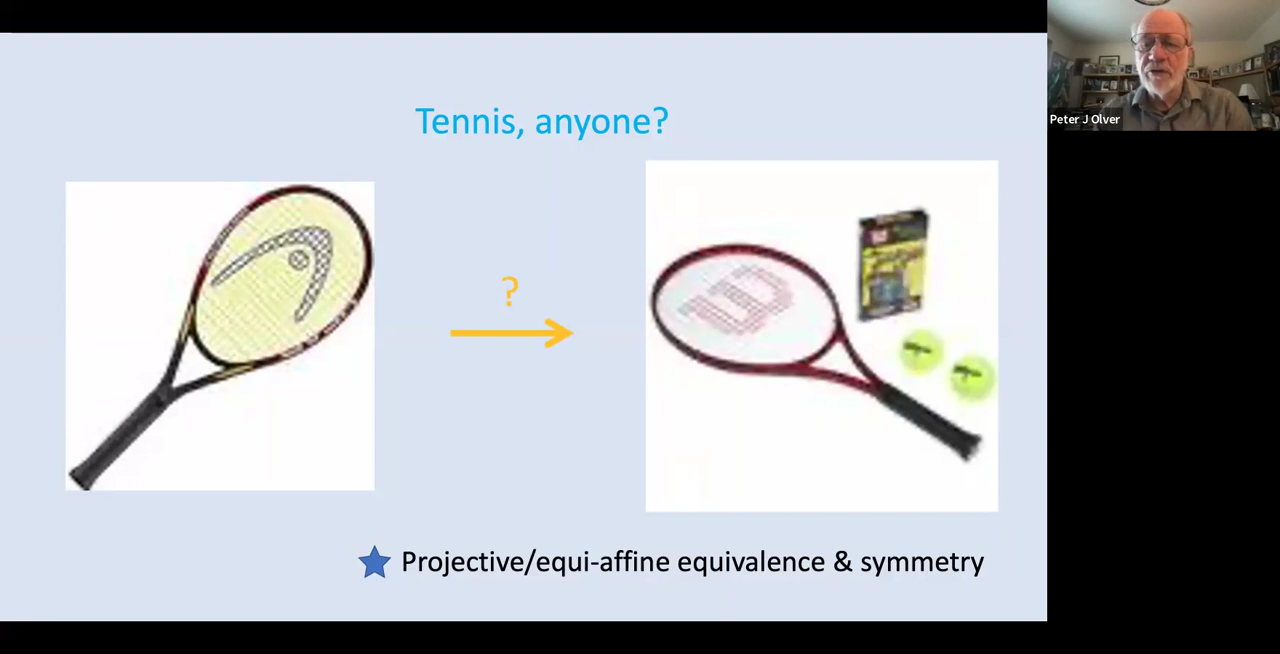 Tennis, anyone?
Peter J Olver
?
Projective/equi-affine equivalence & symmetry